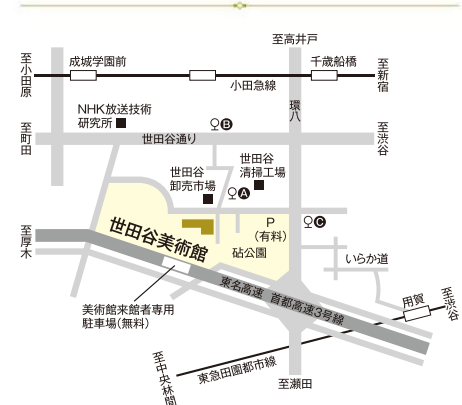 至高井戸
至小田原
成城学園前
千歳船橋
至新宿
小田急線
環八
NHK放送技術
研究所
B
至町田
世田谷通り
至渋谷
世田谷
卸売市場
世田谷
清掃工場
A
P
(有料)
C
世田谷美術館
砧公園
至厚木
いらか道
東名高速 首都高速3号線
美術館来館者専用
駐車場(無料)
用賀
至渋谷
至中央林間
東急田園都市線
至瀬田